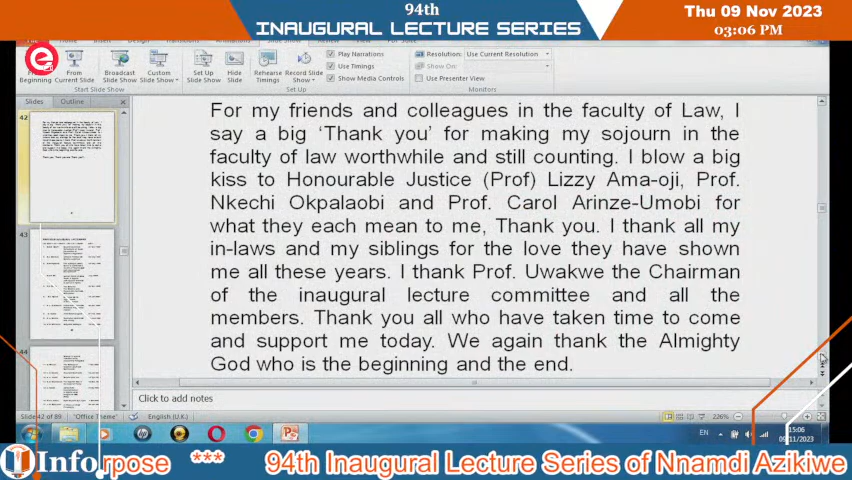 94th
INAUGURAL LECTURE SERIES
Thu 09 Nov 2023
03:06 PM
From Beginning
From Current Slide
Broadcast Slide Show
Custom Slide Show
Set Up Slide Show
Hide Slide
Rehearse Timings
Record Slide Show
Play Narrations
Use Timings
Show Media Controls
Resolution: Use Current Resolution
Show On:
Use Presenter View
Start Slide Show
Set Up
Monitors
Slides
Outline
42
43
44
For my friends and colleagues in the faculty of Law, I
say a big ‘Thank you’ for making my sojourn in the
faculty of law worthwhile and still counting. I blow a big
kiss to Honourable Justice (Prof) Lizzy Ama-oji, Prof.
Nkechi Okpalaobi and Prof. Carol Arinze-Umobi for
what they each mean to me, Thank you. I thank all my
in-laws and my siblings for the love they have shown
me all these years. I thank Prof. Uwakwe the Chairman
of the inaugural lecture committee and all the
members. Thank you all who have taken time to come
and support me today. We again thank the Almighty
God who is the beginning and the end.
Click to add notes
Slide 42 of 89
"Office Theme"
English (U.K.)
226%
EN
15:06
09/11/2023
Info
rpose *** 94th Inaugural Lecture Series of Nnamdi Azikiwe